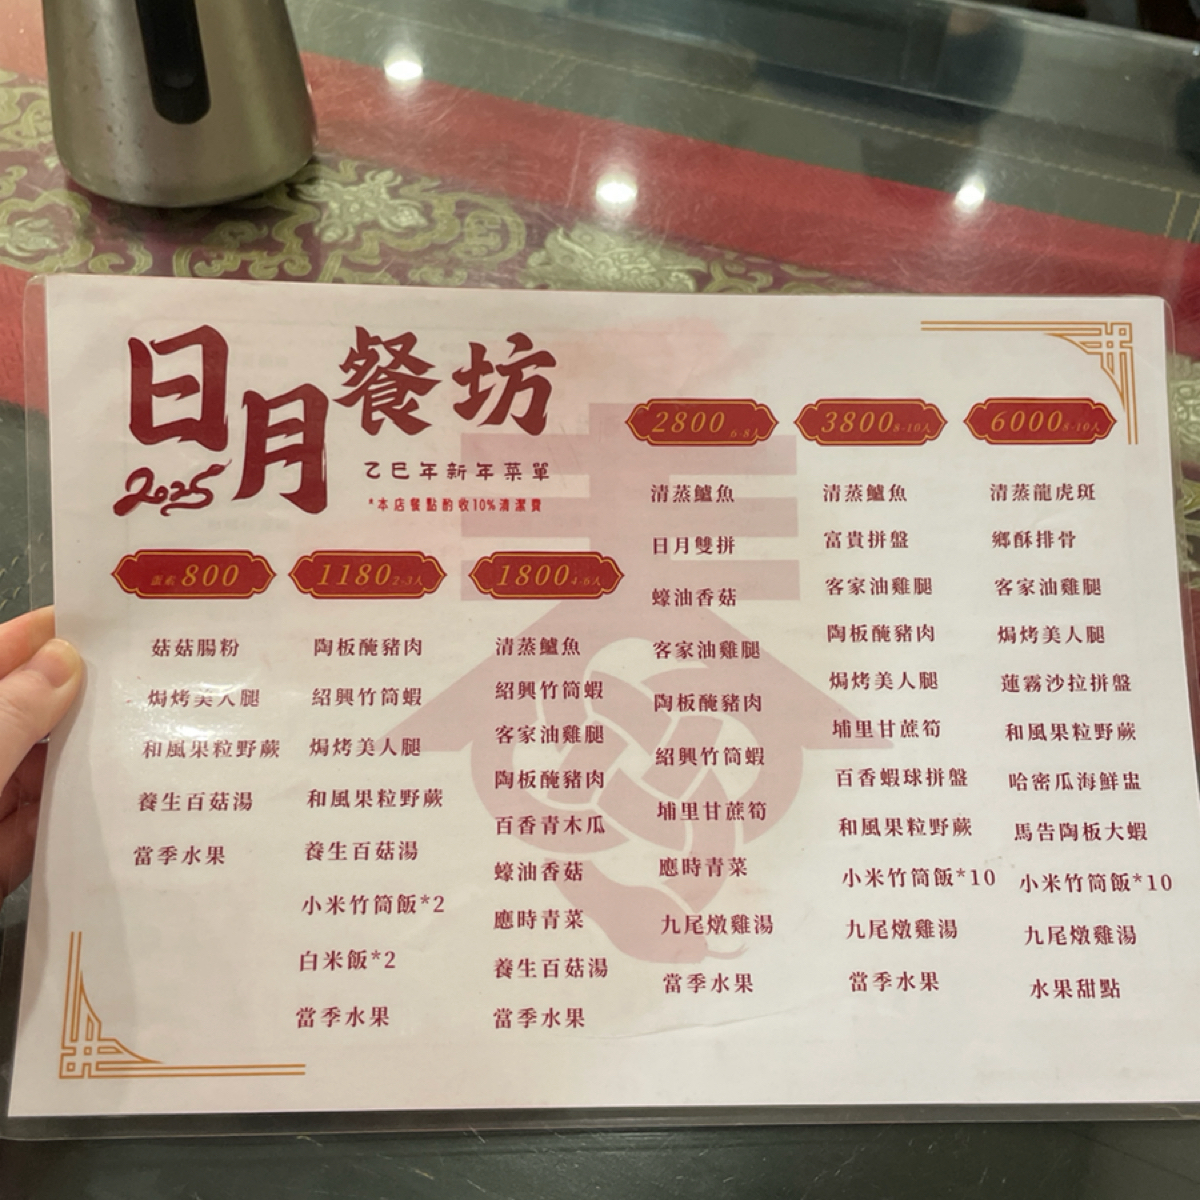 日月餐坊
2025
乙巳年新年菜單
*本店餐點酌收10%清潔費
蛋素800
菇菇腸粉
焗烤美人腿
和風果粒野蕨
養生百菇湯
當季水果
1180 2-3人
陶板醃豬肉
紹興竹筒蝦
焗烤美人腿
和風果粒野蕨
養生百菇湯
小米竹筒飯*2
白米飯*2
當季水果
1800 4-6人
清蒸鱸魚
紹興竹筒蝦
客家油雞腿
陶板醃豬肉
百香青木瓜
蠔油香菇
應時青菜
養生百菇湯
當季水果
2800 6-8人
清蒸鱸魚
日月雙拼
蠔油香菇
客家油雞腿
陶板醃豬肉
紹興竹筒蝦
埔里甘蔗筍
應時青菜
九尾燉雞湯
當季水果
3800 8-10人
清蒸鱸魚
富貴拼盤
客家油雞腿
陶板醃豬肉
焗烤美人腿
埔里甘蔗筍
百香蝦球拼盤
和風果粒野蕨
小米竹筒飯*10
九尾燉雞湯
當季水果
6000 8-10人
清蒸龍虎斑
鄉酥排骨
客家油雞腿
焗烤美人腿
蓮霧沙拉拼盤
和風果粒野蕨
哈密瓜海鮮盅
馬告陶板大蝦
小米竹筒飯*10
九尾燉雞湯
水果甜點